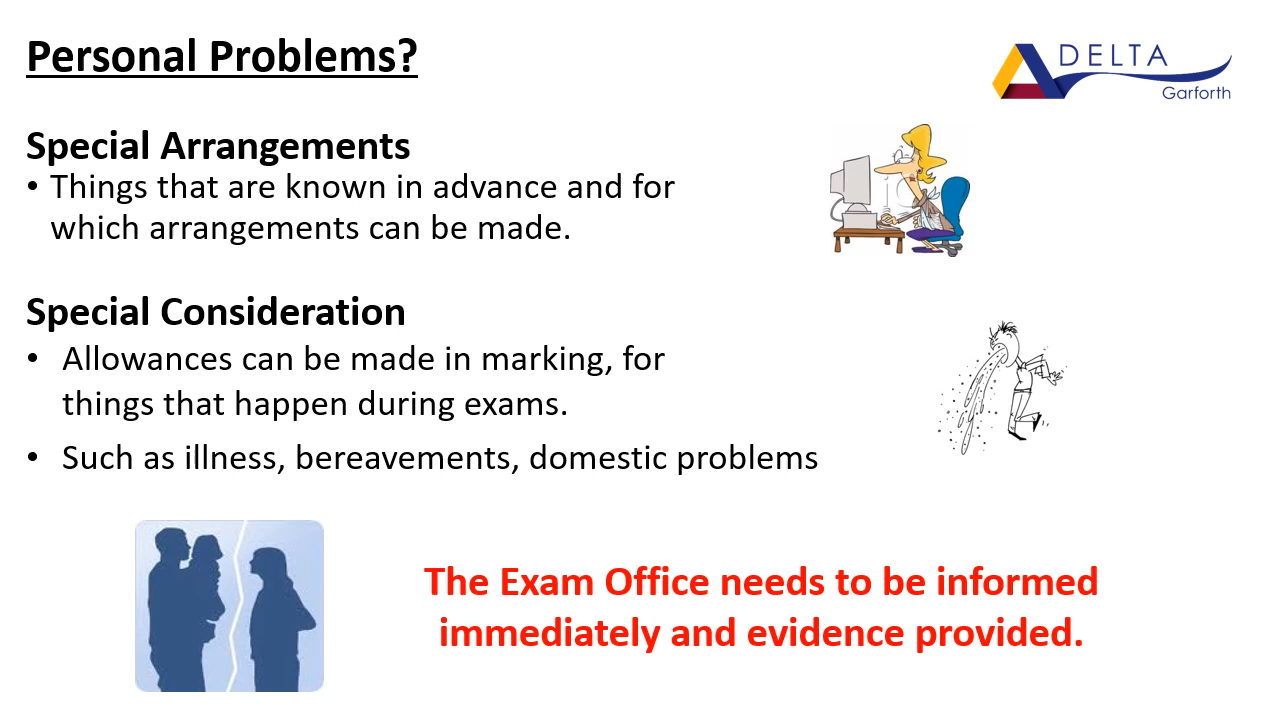 Personal Problems?
DELTA
Garforth
Special Arrangements
• Things that are known in advance and for
which arrangements can be made.
Special Consideration
• Allowances can be made in marking, for
things that happen during exams.
• Such as illness, bereavements, domestic problems
The Exam Office needs to be informed
immediately and evidence provided.